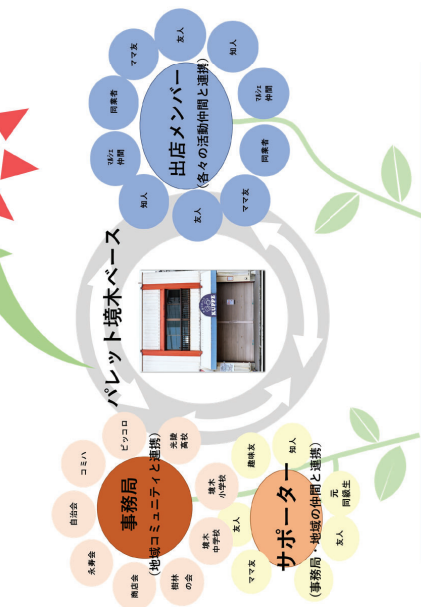 パレット境木ベース
事務局
(地域コミュニティと連携)
商店会
永寿会
自治会
コミハ
ピッコロ
光陵
高校
境木
小学校
境木
中学校
樹林
の会
出店メンバー
(各々の活動仲間と連携)
知人
マルシェ
仲間
同業者
ママ友
友人
知人
マルシェ
仲間
同業者
ママ友
友人
サポーター
(事務局・地域の仲間と連携)
ママ友
友人
趣味友
知人
元
同級生
友人